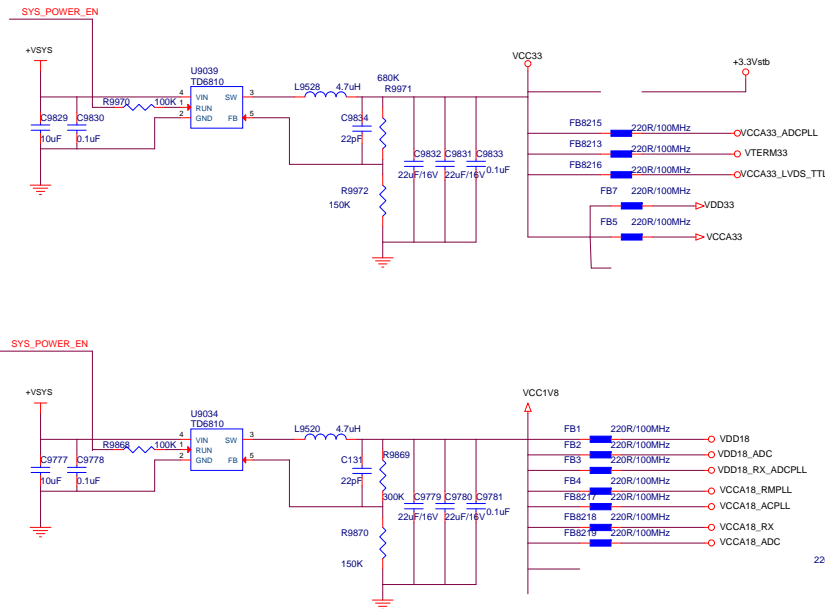 SYS_POWER_EN
+VSYS
U9039
TD6810
R9970 100K
4 VIN SW 3
1 RUN
2 GND FB 5
C9829 C9830
10uF 0.1uF
L9528 4.7uH
680K
R9971
C9834
22pF
C9832 C9831 C9833
22uF/16V 22uF/16V 0.1uF
R9972
150K
VCC33
+3.3Vstb
FB8215 220R/100MHz VCCA33_ADCPLL
FB8213 220R/100MHz VTERM33
FB8216 220R/100MHz VCCA33_LVDS_TTL
FB7 220R/100MHz VDD33
FB5 220R/100MHz VCCA33
SYS_POWER_EN
+VSYS
U9034
TD6810
R9868 100K
4 VIN SW 3
1 RUN
2 GND FB 5
C9777 C9778
10uF 0.1uF
L9520 4.7uH
C131 R9869
22pF
300K C9779 C9780 C9781
22uF/16V 22uF/16V 0.1uF
R9870
150K
VCC1V8
FB1 220R/100MHz VDD18
FB2 220R/100MHz VDD18_ADC
FB3 220R/100MHz VDD18_RX_ADCPLL
FB4 220R/100MHz VCCA18_RMPLL
FB8217 220R/100MHz VCCA18_ACPLL
FB8218 220R/100MHz VCCA18_RX
FB8219 220R/100MHz VCCA18_ADC